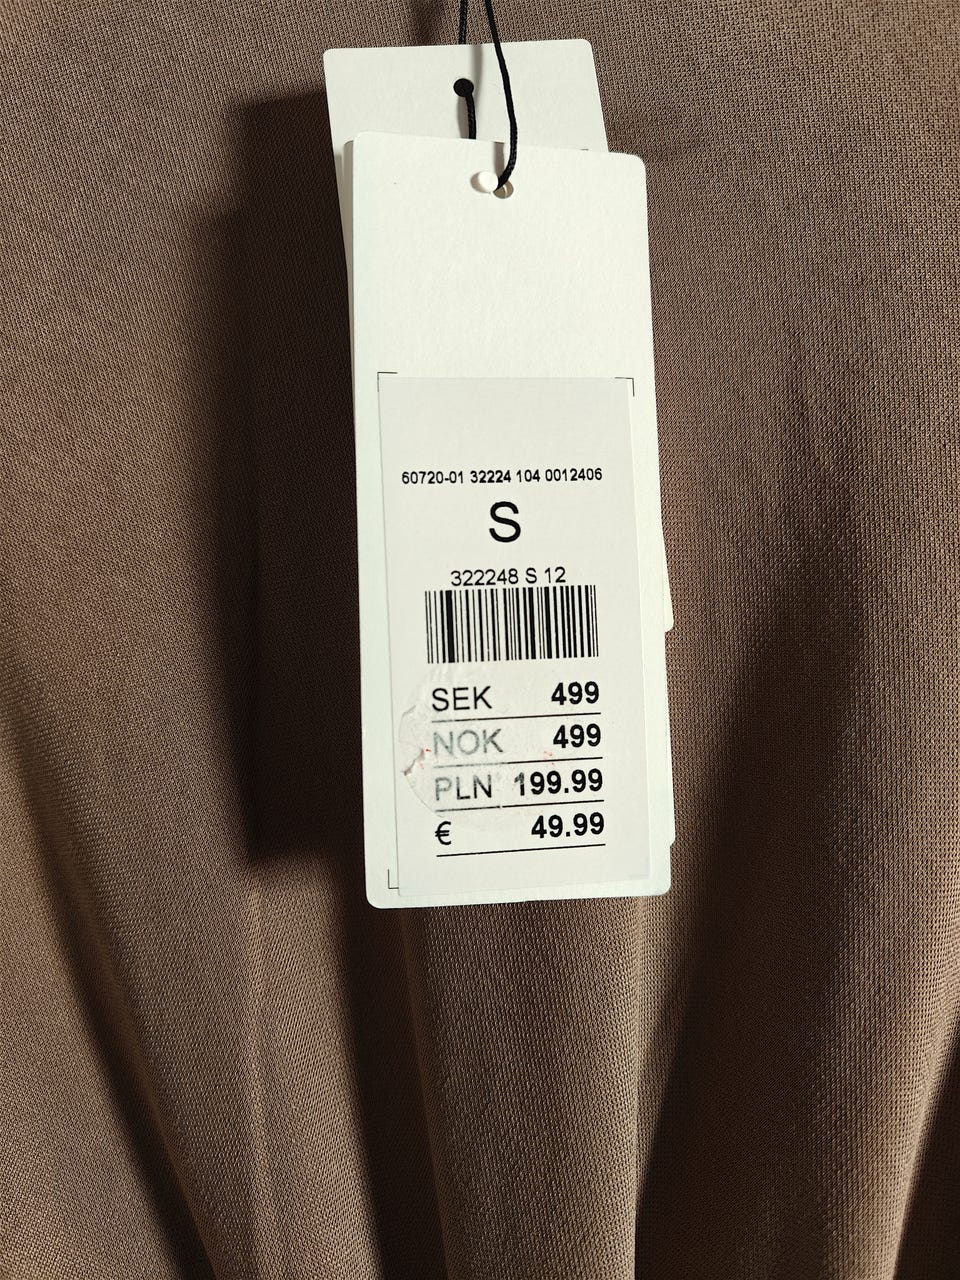 60720-01 32224 104 0012406
S
322248 S 12
SEK 499
NOK 499
PLN 199.99
€ 49.99